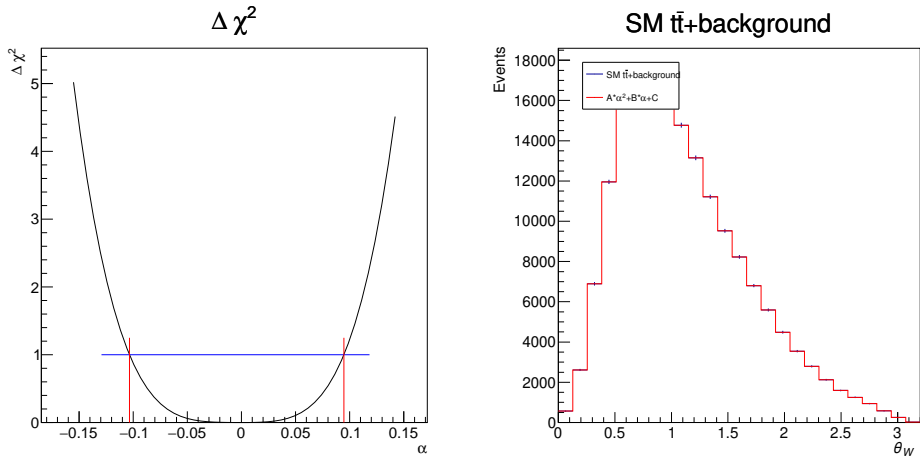 Δ χ²
Δ χ²
5
4
3
2
1
0
−0.15 −0.1 −0.05 0 0.05 0.1 0.15
α
SM tt̄+background
Events
18000
16000
14000
12000
10000
8000
6000
4000
2000
0
SM tt̄+background
A*α²+B*α+C
0 0.5 1 1.5 2 2.5 3
θ_W